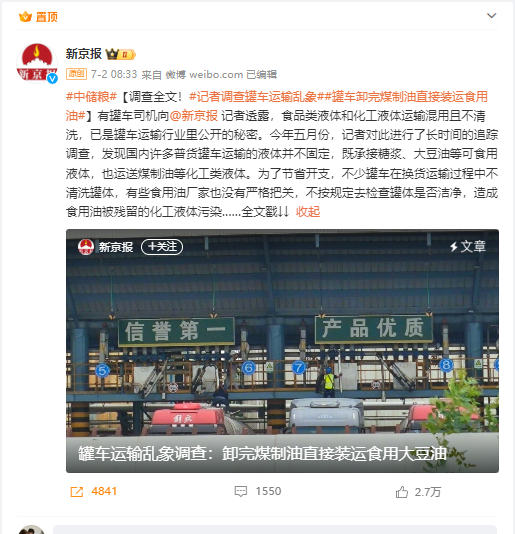 置顶
新京报
原创 7-2 08:33 来自 微博 weibo.com 已编辑
#中储粮#【调查全文！#记者调查罐车运输乱象##罐车卸完煤制油直接装运食用
油#】有罐车司机向@新京报 记者透露，食品类液体和化工液体运输混用且不清
洗，已是罐车运输行业里公开的秘密。今年五月份，记者对此进行了长时间的追踪
调查，发现国内许多普货罐车运输的液体并不固定，既承接糖浆、大豆油等可食用
液体，也运送煤制油等化工类液体。为了节省开支，不少罐车在换货运输过程中不
清洗罐体，有些食用油厂家也没有严格把关，不按规定去检查罐体是否洁净，造成
食用油被残留的化工液体污染......全文戳↓↓ 收起
新京报 +关注 文章
信誉第一 产品优质
5 6 7 8
罐车运输乱象调查：卸完煤制油直接装运食用大豆油
4841 1550 2.7万